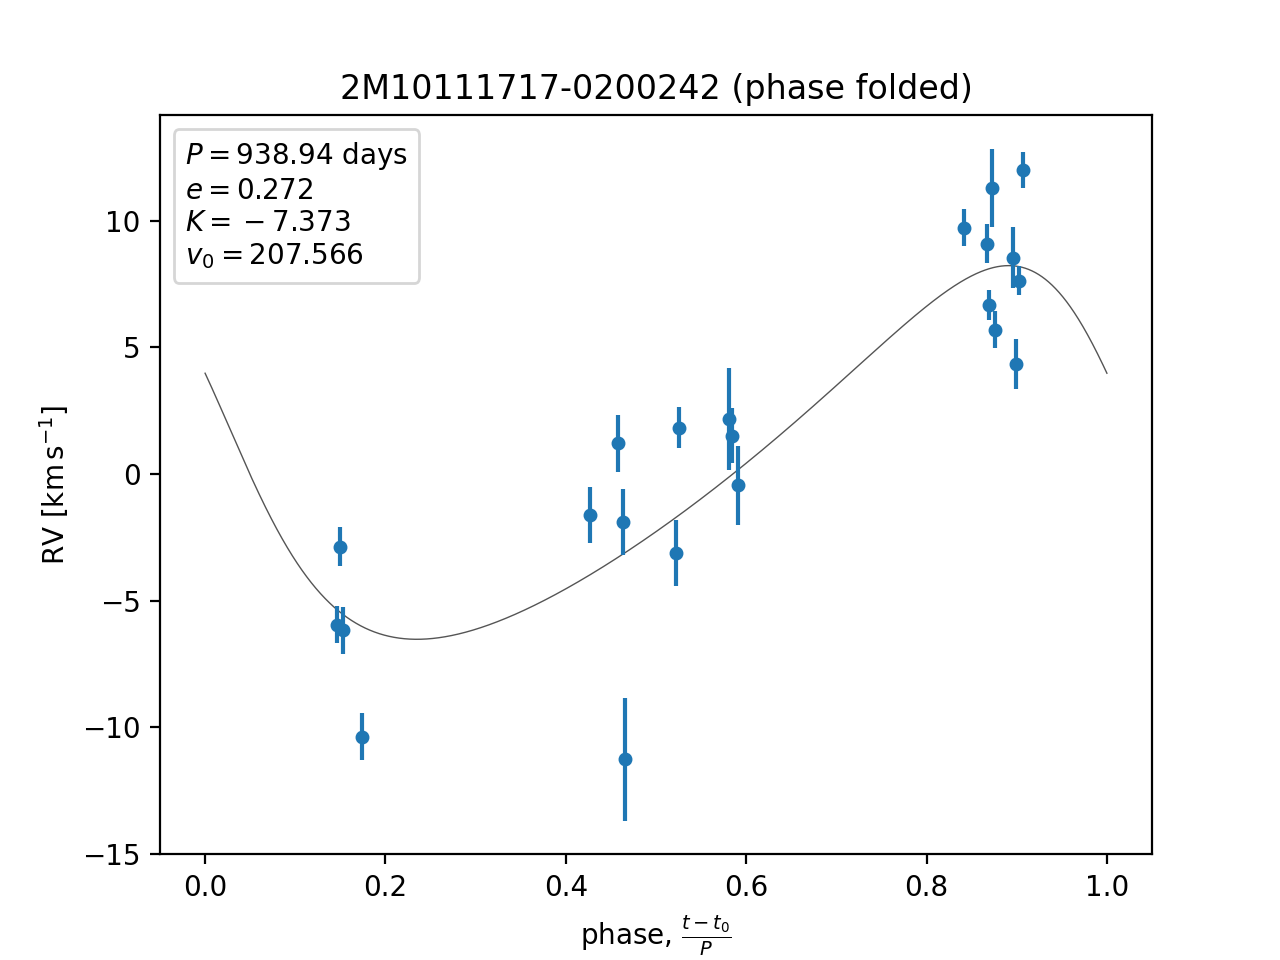 2M10111717-0200242 (phase folded)
P = 938.94 days
e = 0.272
K = −7.373
v₀ = 207.566
10
5
0
−5
−10
−15
RV [km s⁻¹]
0.0 0.2 0.4 0.6 0.8 1.0
phase, (t − t₀)/P